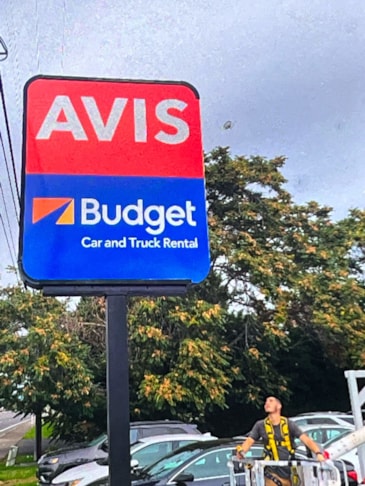 AVIS
Budget
Car and Truck Rental